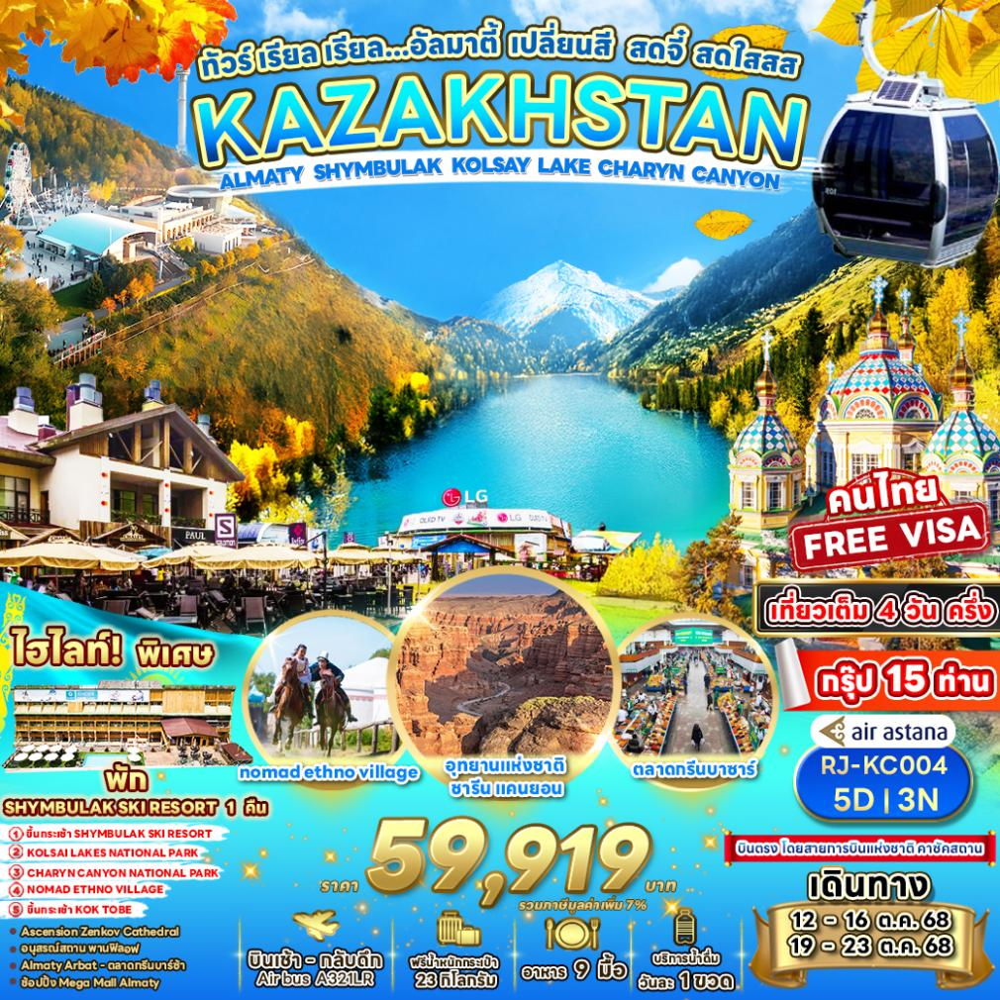 ทัวร์ เรียล เรียล...อัลมาตี้ เปลี่ยนสี สดจี๋ สดใสสส
KAZAKHSTAN
ALMATY SHYMBULAK KOLSAY LAKE CHARYN CANYON
LG
OLED TV
LG
PAUL
SALOMON
คนไทย
FREE VISA
เที่ยวเต็ม 4 วัน ครึ่ง
กรุ๊ป 15 ท่าน
air astana
RJ-KC004
5D | 3N
บินตรง โดยสายการบินแห่งชาติ คาซัคสถาน
เดินทาง
12 - 16 ต.ค. 68
19 - 23 ต.ค. 68
ไฮไลท์! พิเศษ
พัก
SHYMBULAK SKI RESORT 1 คืน
nomad ethno village
อุทยานแห่งชาติ
ชารีน แคนยอน
ตลาดกรีนบาซาร์
1 ขึ้นกระเช้า SHYMBULAK SKI RESORT
2 KOLSAI LAKES NATIONAL PARK
3 CHARYN CANYON NATIONAL PARK
4 NOMAD ETHNO VILLAGE
5 ขึ้นกระเช้า KOK TOBE
• Ascension Zenkov Cathedral
• อนุสรณ์สถาน พานฟิลอฟ
• Almaty Arbat - ตลาดกรีนบาร์ซ้า
• ช้อปปิ้ง Mega Mall Almaty
ราคา 59,919 บาท
รวมภาษีมูลค่าเพิ่ม 7%
บินเช้า - กลับดึก
Airbus A321LR
ฟรีน้ำหนักกระเป๋า
23 กิโลกรัม
อาหาร 9 มื้อ
บริการน้ำดื่ม
วันละ 1 ขวด